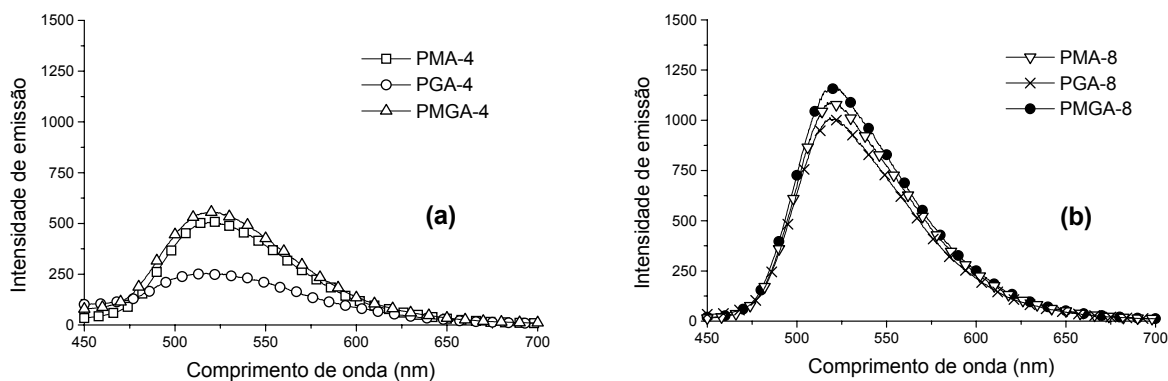 1500
1250
1000
750
500
250
0
Intensidade de emissão
PMA-4
PGA-4
PMGA-4
(a)
450 500 550 600 650 700
Comprimento de onda (nm)
1500
1250
1000
750
500
250
0
Intensidade de emissão
PMA-8
PGA-8
PMGA-8
(b)
450 500 550 600 650 700
Comprimento de onda (nm)